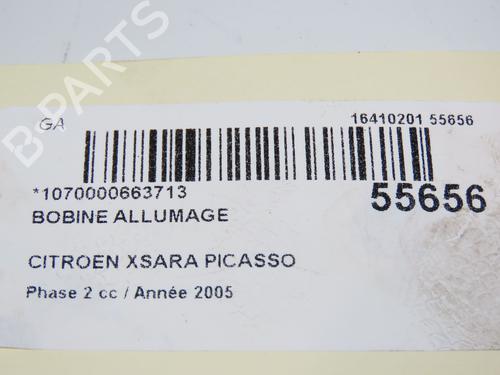 B-PARTS
GA
16410201 55656
*1070000663713
55656
BOBINE ALLUMAGE
CITROEN XSARA PICASSO
Phase 2 cc / Année 2005